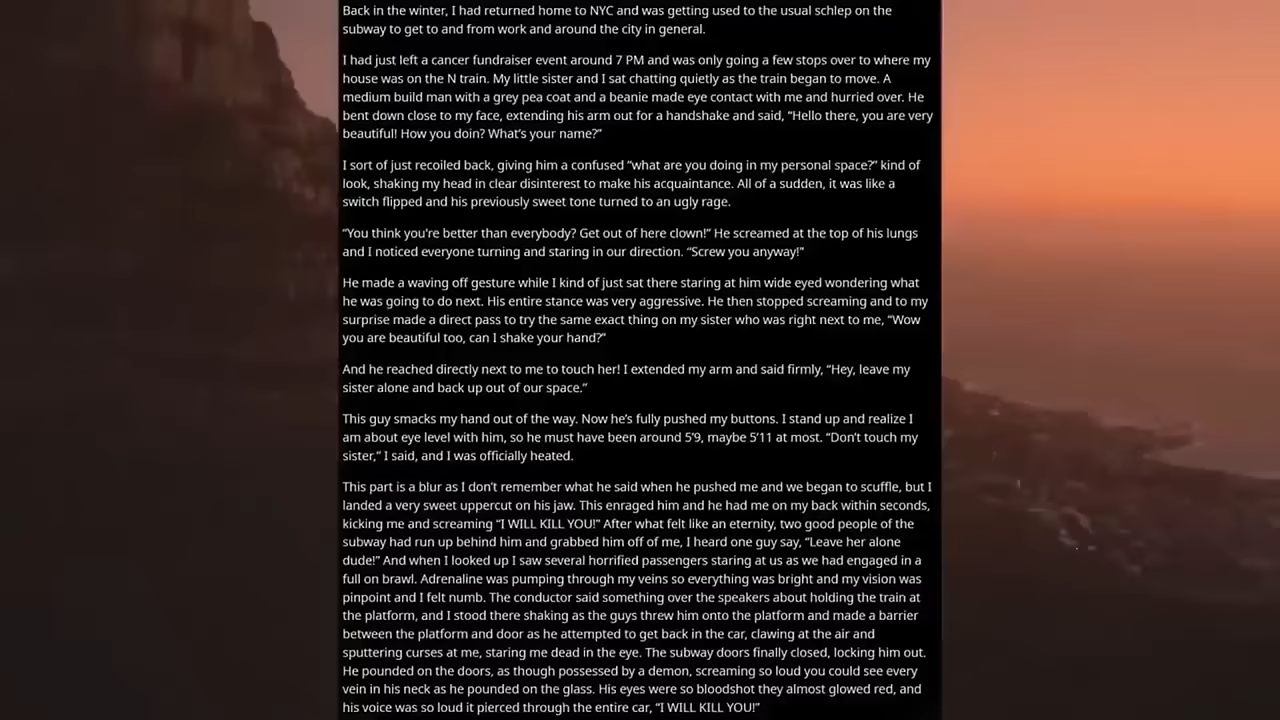 Back in the winter, I had returned home to NYC and was getting used to the usual schlep on the
subway to get to and from work and around the city in general.
I had just left a cancer fundraiser event around 7 PM and was only going a few stops over to where my
house was on the N train. My little sister and I sat chatting quietly as the train began to move. A
medium build man with a grey pea coat and a beanie made eye contact with me and hurried over. He
bent down close to my face, extending his arm out for a handshake and said, “Hello there, you are very
beautiful! How you doin? What’s your name?”
I sort of just recoiled back, giving him a confused “what are you doing in my personal space?” kind of
look, shaking my head in clear disinterest to make his acquaintance. All of a sudden, it was like a
switch flipped and his previously sweet tone turned to an ugly rage.
“You think you're better than everybody? Get out of here clown!” He screamed at the top of his lungs
and I noticed everyone turning and staring in our direction. “Screw you anyway!”
He made a waving off gesture while I kind of just sat there staring at him wide eyed wondering what
he was going to do next. His entire stance was very aggressive. He then stopped screaming and to my
surprise made a direct pass to try the same exact thing on my sister who was right next to me, “Wow
you are beautiful too, can I shake your hand?”
And he reached directly next to me to touch her! I extended my arm and said firmly, “Hey, leave my
sister alone and back up out of our space.”
This guy smacks my hand out of the way. Now he’s fully pushed my buttons. I stand up and realize I
am about eye level with him, so he must have been around 5’9, maybe 5’11 at most. “Don’t touch my
sister,” I said, and I was officially heated.
This part is a blur as I don’t remember what he said when he pushed me and we began to scuffle, but I
landed a very sweet uppercut on his jaw. This enraged him and he had me on my back within seconds,
kicking me and screaming “I WILL KILL YOU!” After what felt like an eternity, two good people of the
subway had run up behind him and grabbed him off of me, I heard one guy say, “Leave her alone
dude!” And when I looked up I saw several horrified passengers staring at us as we had engaged in a
full on brawl. Adrenaline was pumping through my veins so everything was bright and my vision was
pinpoint and I felt numb. The conductor said something over the speakers about holding the train at
the platform, and I stood there shaking as the guys threw him onto the platform and made a barrier
between the platform and door as he attempted to get back in the car, clawing at the air and
sputtering curses at me, staring me dead in the eye. The subway doors finally closed, locking him out.
He pounded on the doors, as though possessed by a demon, screaming so loud you could see every
vein in his neck as he pounded on the glass. His eyes were so bloodshot they almost glowed red, and
his voice was so loud it pierced through the entire car, “I WILL KILL YOU!”